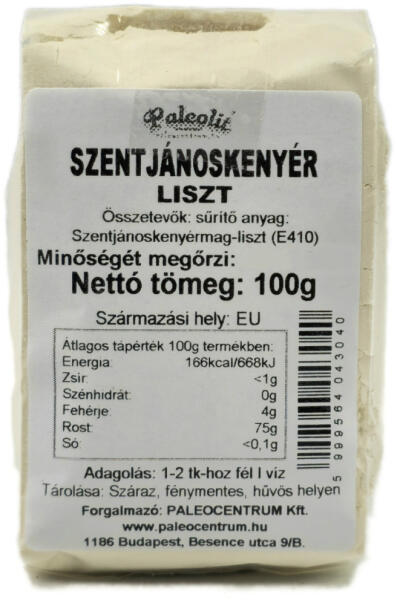 Paleolit
SZENTJÁNOSKENYÉR
LISZT
Összetevők: sűrítő anyag:
Szentjánoskenyérmag-liszt (E410)
Minőségét megőrzi:
Nettó tömeg: 100g
Származási hely: EU
Átlagos tápérték 100g termékben:
Energia: 166kcal/668kJ
Zsír: <1g
Szénhidrát: 0g
Fehérje: 4g
Rost: 75g
Só: <0,1g
5 999564 043040
Adagolás: 1-2 tk-hoz fél l víz
Tárolása: Száraz, fénymentes, hűvös helyen
Forgalmazó: PALEOCENTRUM Kft.
www.paleocentrum.hu
1186 Budapest, Besence utca 9/B.